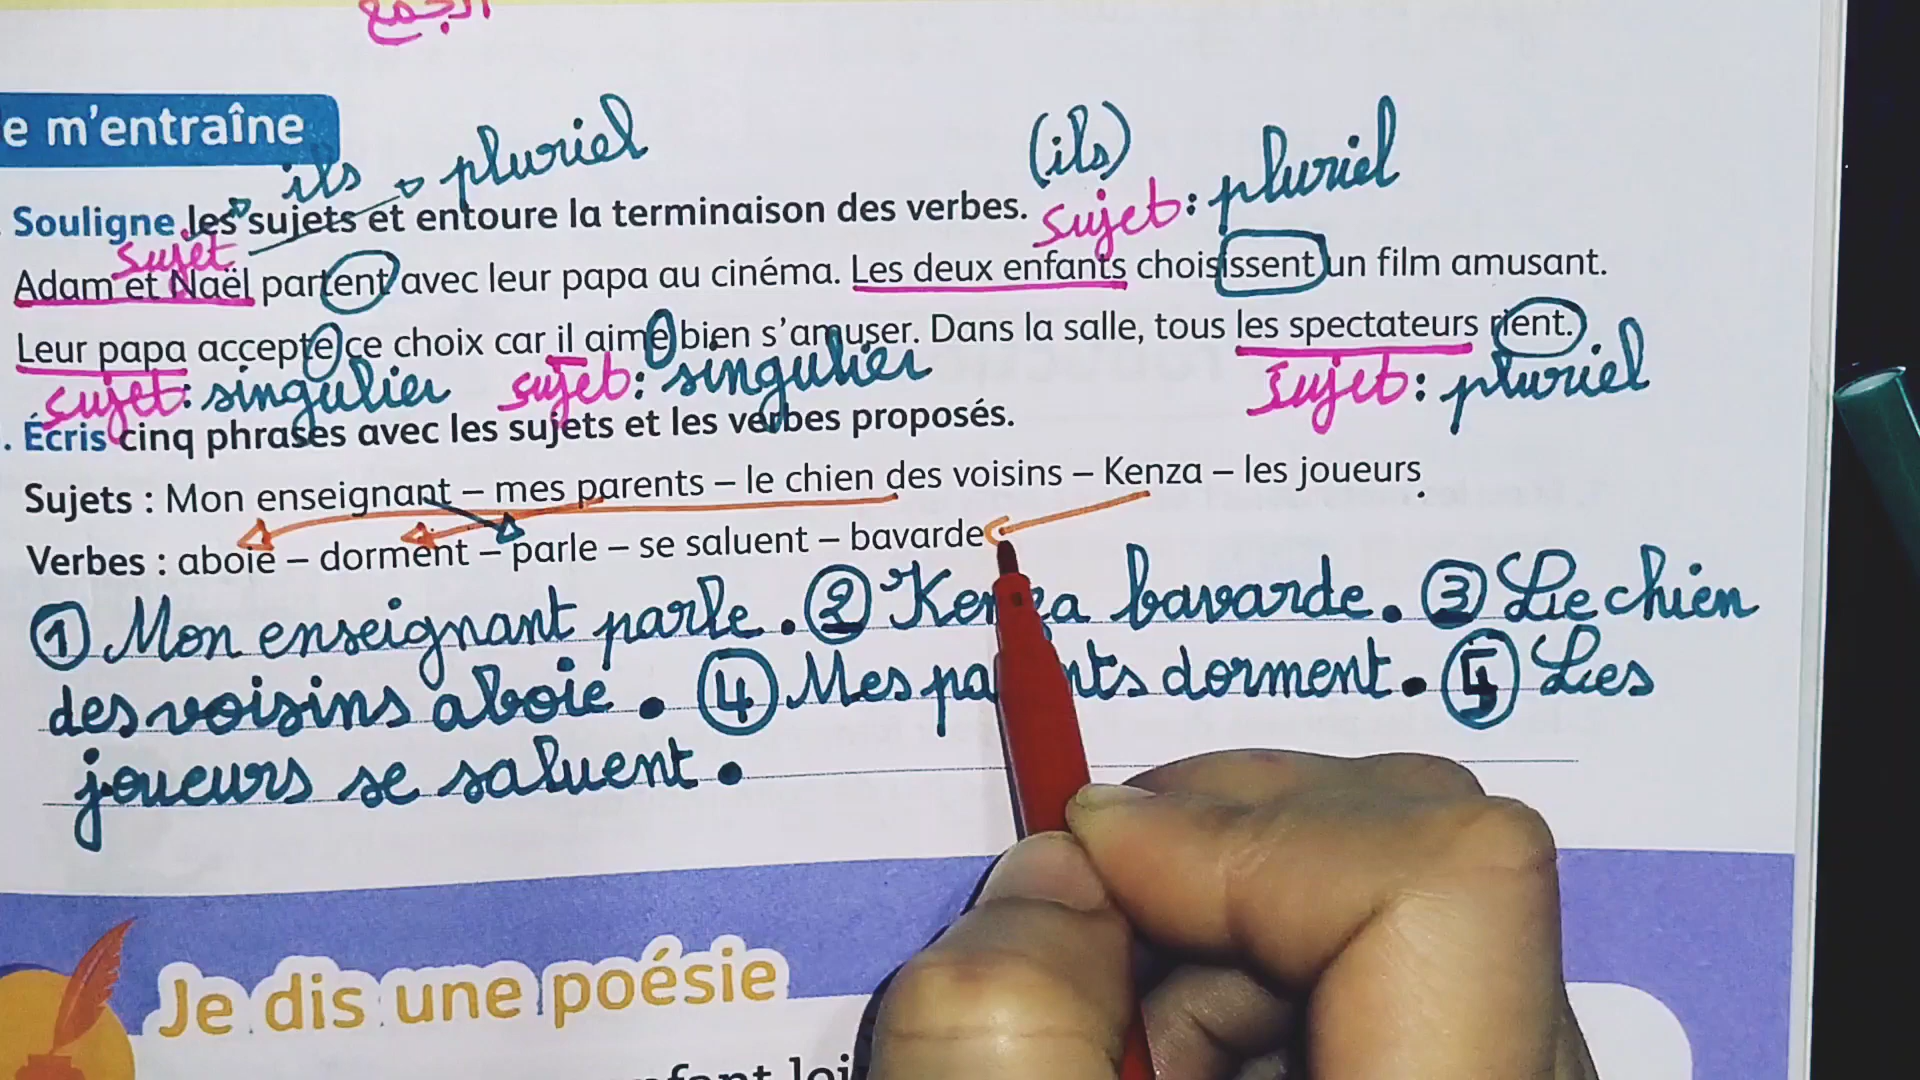 الجمع
e m'entraîne
ils pluriel (ils) pluriel
Souligne les sujets et entoure la terminaison des verbes. sujet:
sujet
Adam et Naël partent avec leur papa au cinéma. Les deux enfants choisissent un film amusant.
Leur papa accepte ce choix car il aime bien s'amuser. Dans la salle, tous les spectateurs rient.
sujet: singulier sujet: singulier sujet: pluriel
. Écris cinq phrases avec les sujets et les verbes proposés.
Sujets : Mon enseignant – mes parents – le chien des voisins – Kenza – les joueurs.
Verbes : aboie – dorment – parle – se saluent – bavarde
① Mon enseignant parle. ② Kenza bavarde. ③ Le chien
des voisins aboie. ④ Mes parents dorment. ⑤ Les
joueurs se saluent.
Je dis une poésie